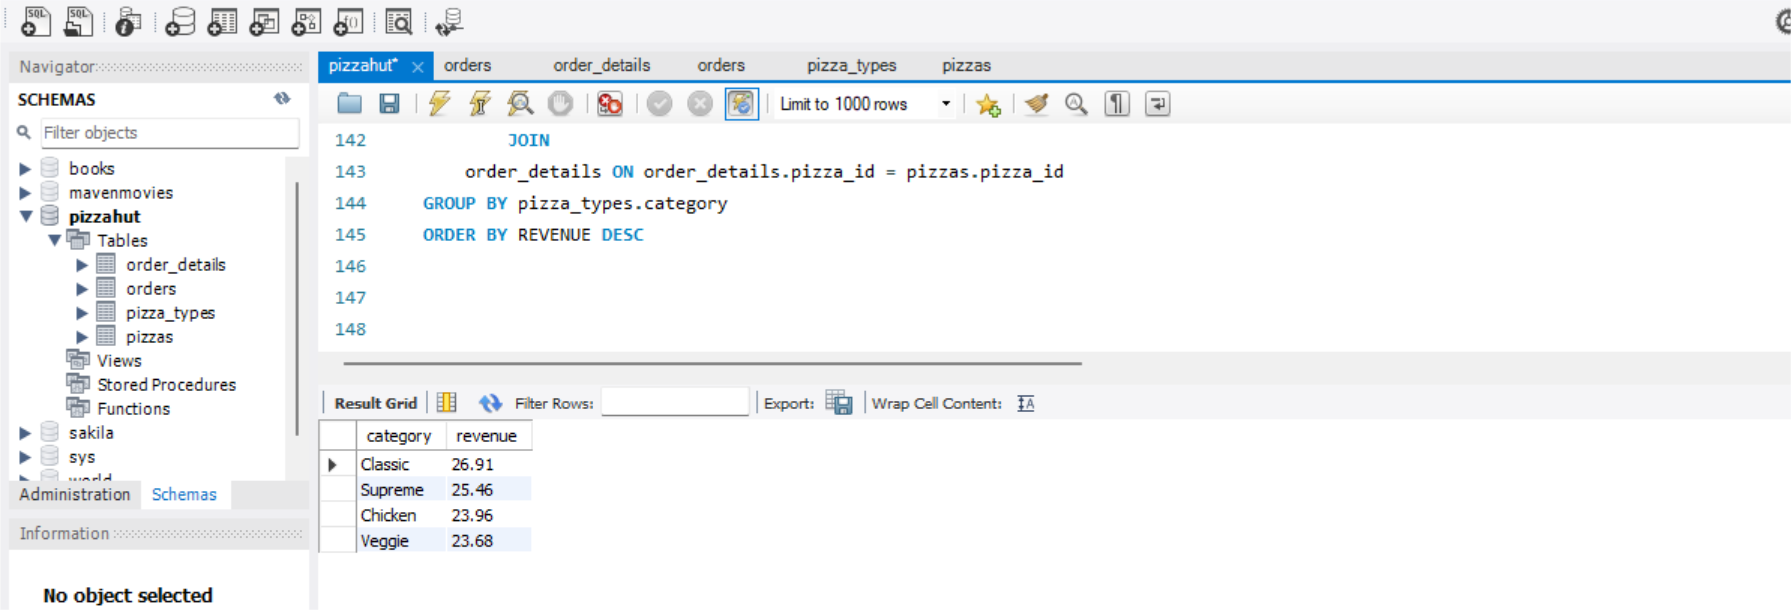 SQL SQL
Navigator
SCHEMAS
Filter objects
books
mavenmovies
pizzahut
Tables
order_details
orders
pizza_types
pizzas
Views
Stored Procedures
Functions
sakila
sys
world
Administration Schemas
Information
No object selected
pizzahut* orders order_details orders pizza_types pizzas
Limit to 1000 rows
142 JOIN
143 order_details ON order_details.pizza_id = pizzas.pizza_id
144 GROUP BY pizza_types.category
145 ORDER BY REVENUE DESC
146
147
148
Result Grid Filter Rows: Export: Wrap Cell Content: IA
category revenue
Classic 26.91
Supreme 25.46
Chicken 23.96
Veggie 23.68